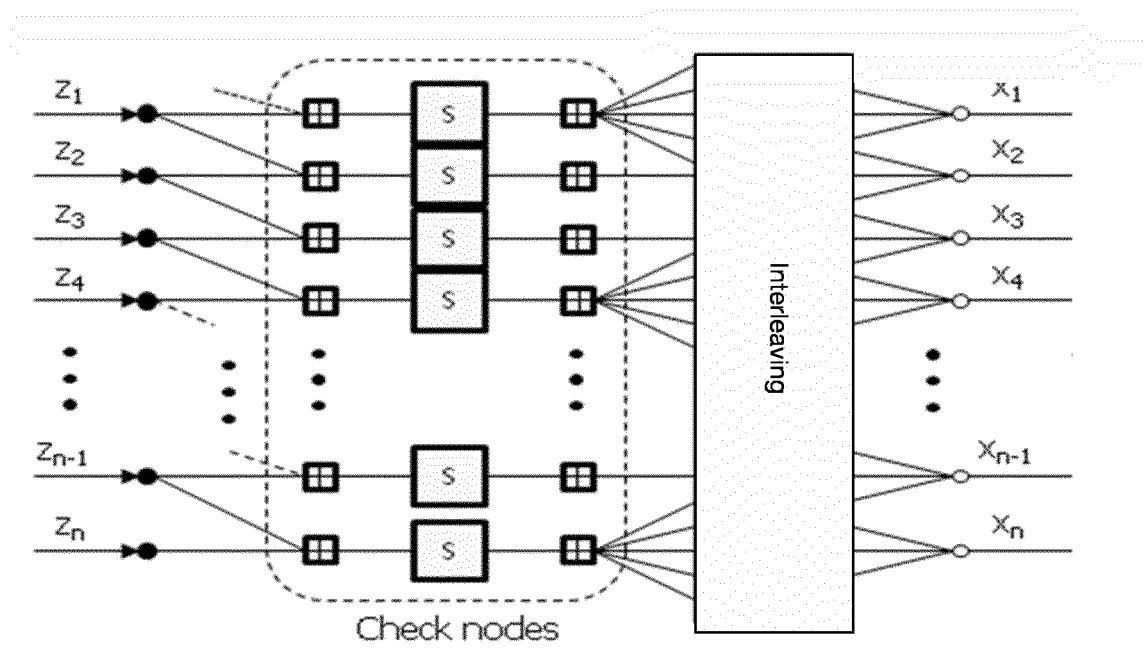 Z1
X1
S
Z2
X2
S
Z3
X3
S
Z4
X4
S
Interleaving
Zn-1
Xn-1
S
Zn
Xn
S
Check nodes